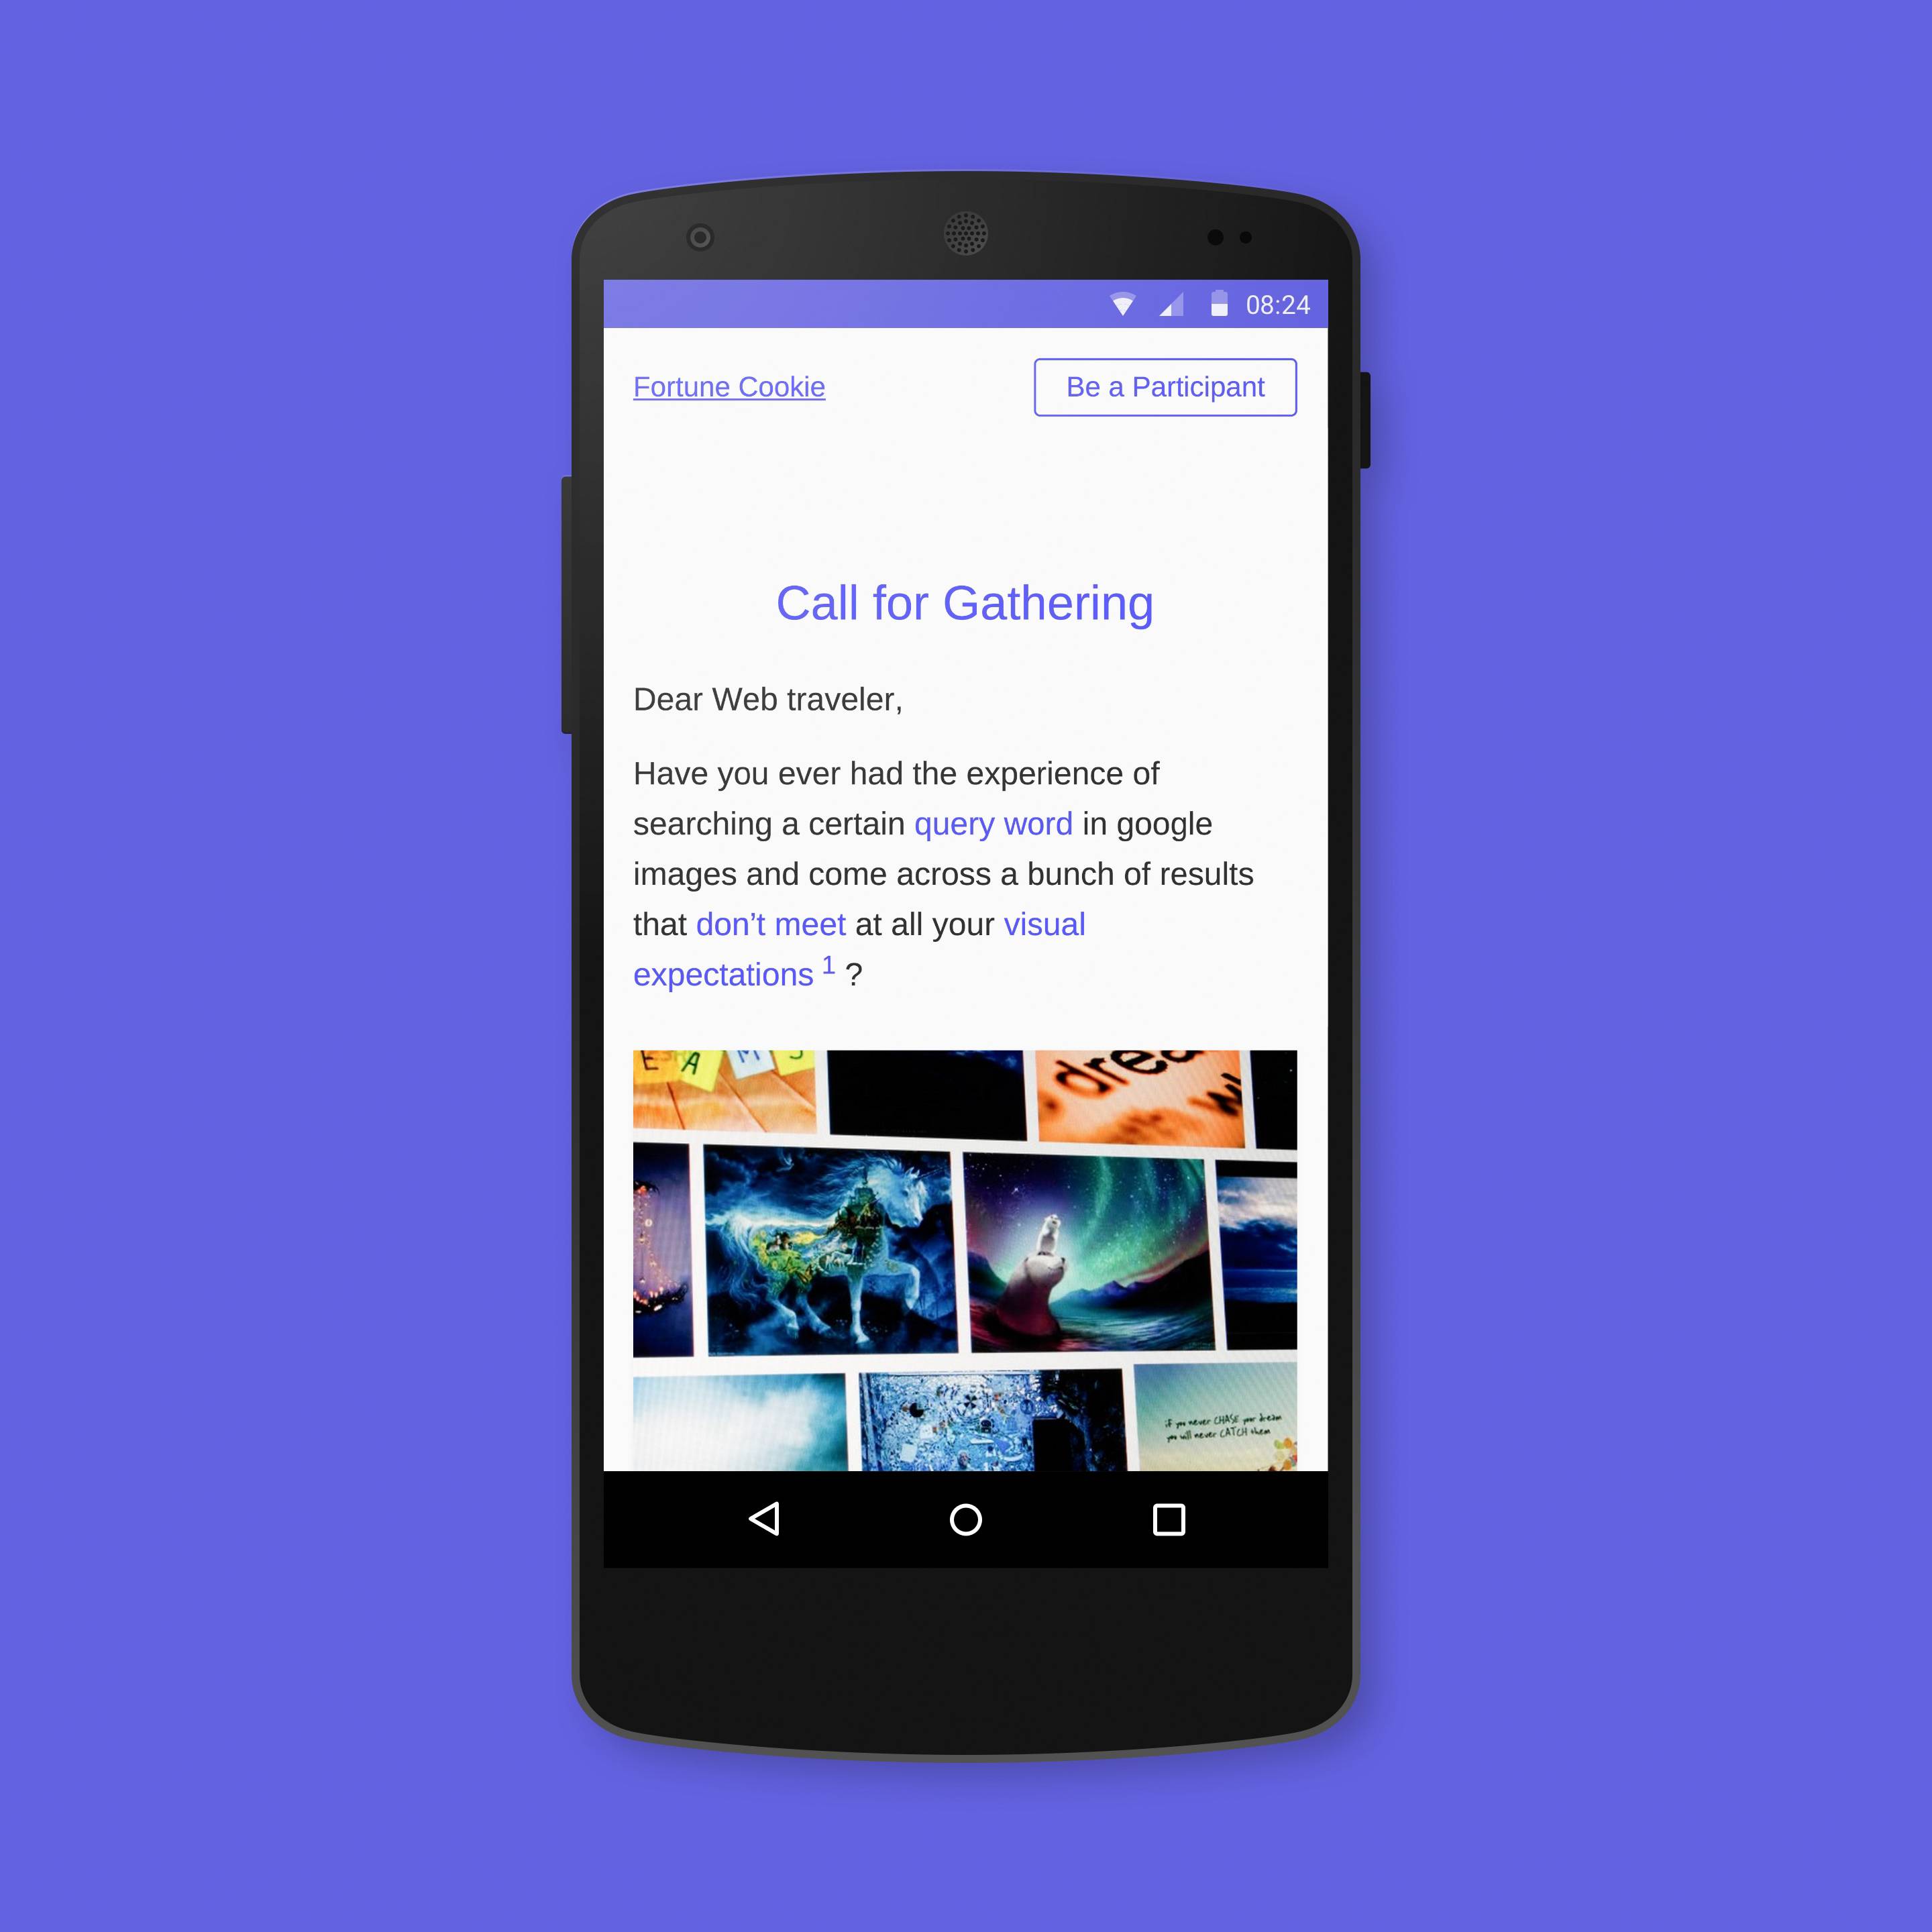 08:24
Fortune Cookie
Be a Participant
Call for Gathering
Dear Web traveler,
Have you ever had the experience of
searching a certain query word in google
images and come across a bunch of results
that don’t meet at all your visual
expectations 1 ?
E A M S
drea
w
if you never CHASE your dream
you will never CATCH them